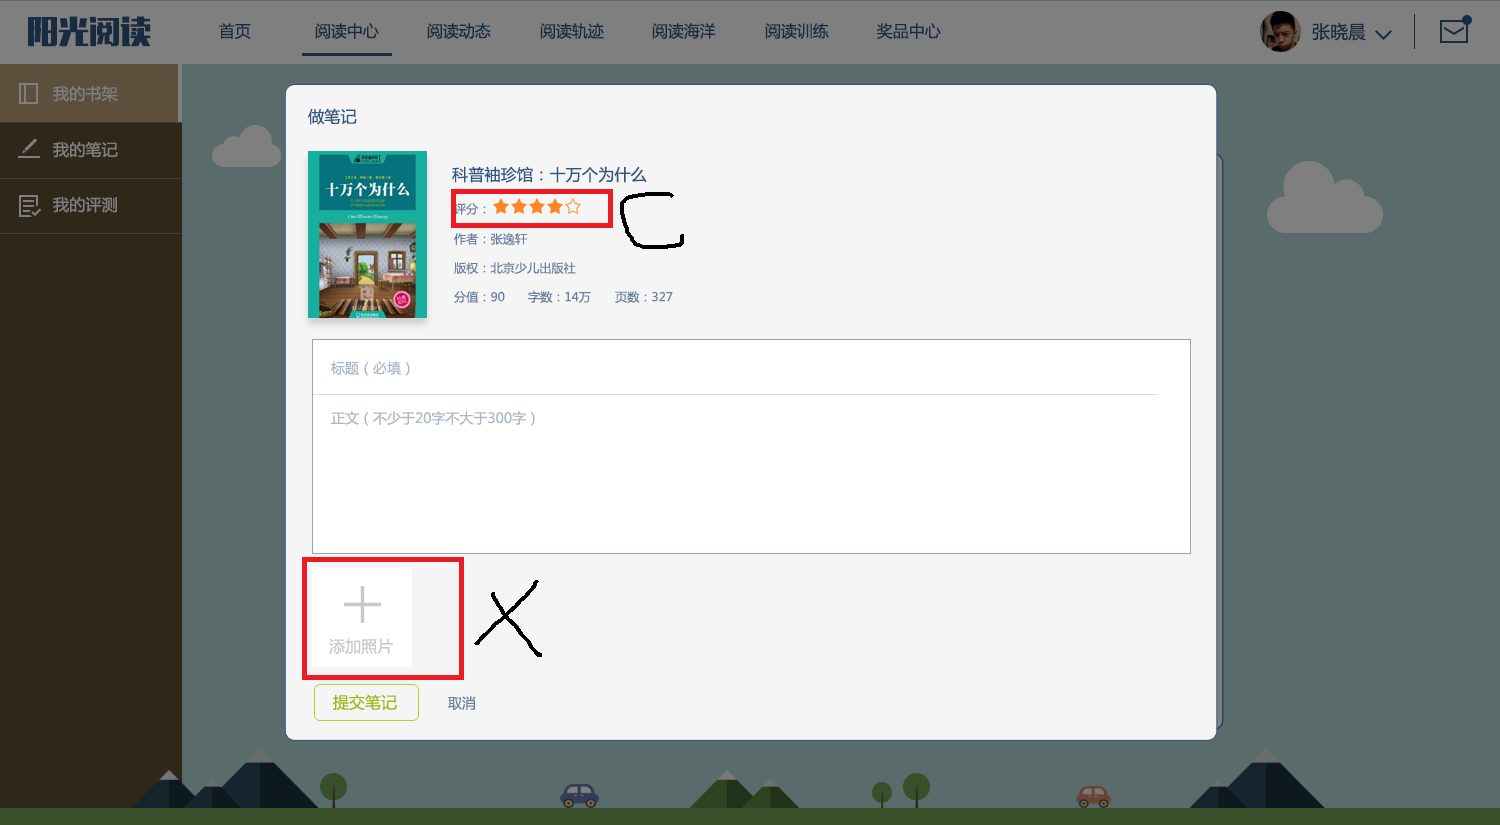 阳光阅读
首页 阅读中心 阅读动态 阅读轨迹 阅读海洋 阅读训练 奖品中心
张晓晨
我的书架
我的笔记
我的评测
做笔记
十万个为什么
科普袖珍馆：十万个为什么
评分：
C
作者：张逸轩
版权：北京少儿出版社
分值：90 字数：14万 页数：327
标题（必填）
正文（不少于20字不大于300字）
添加照片
X
提交笔记 取消